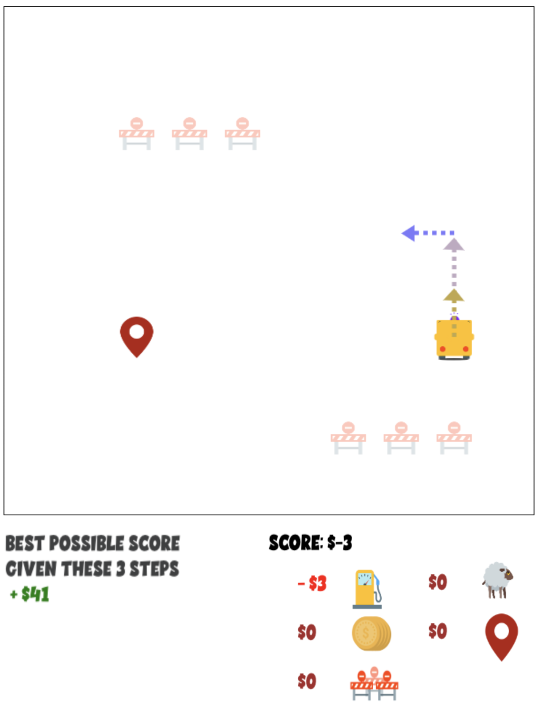 BEST POSSIBLE SCORE
GIVEN THESE 3 STEPS
+ $41
SCORE: $-3
- $3
$0
$0
$0
$0